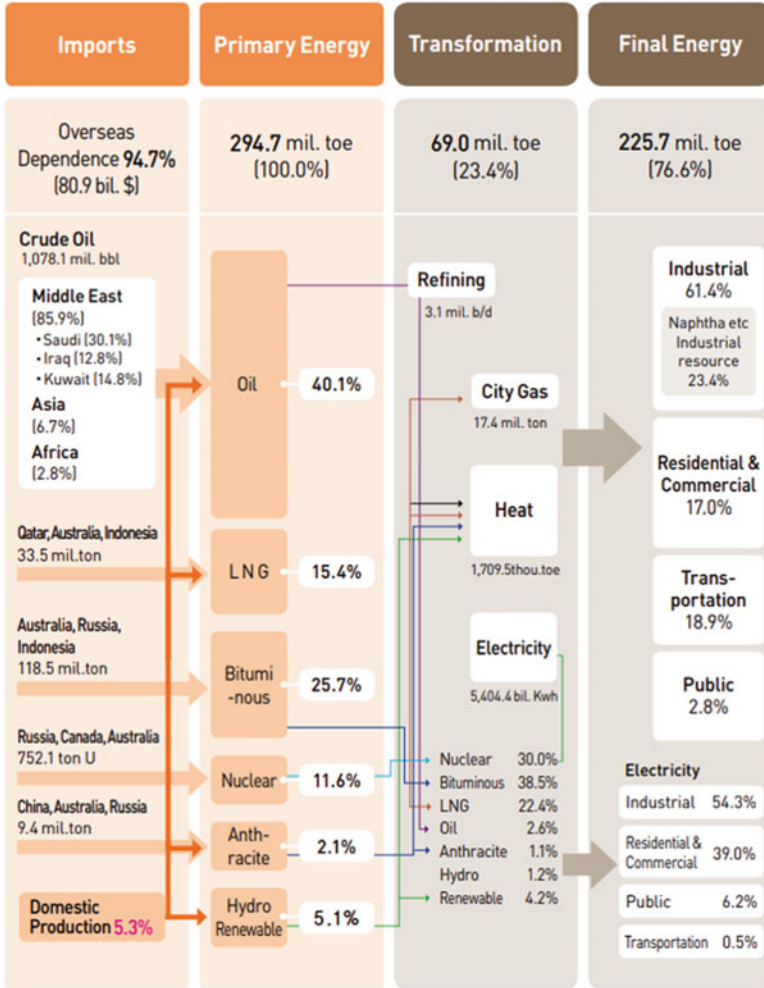 Imports
Primary Energy
Transformation
Final Energy
Overseas
Dependence 94.7%
(80.9 bil. $)
294.7 mil. toe
(100.0%)
69.0 mil. toe
(23.4%)
225.7 mil. toe
(76.6%)
Crude Oil
1,078.1 mil. bbl
Middle East
(85.9%)
• Saudi (30.1%)
• Iraq (12.8%)
• Kuwait (14.8%)
Asia
(6.7%)
Africa
(2.8%)
Qatar, Australia, Indonesia
33.5 mil.ton
Australia, Russia,
Indonesia
118.5 mil.ton
Russia, Canada, Australia
752.1 ton U
China, Australia, Russia
9.4 mil.ton
Domestic
Production 5.3%
Oil
40.1%
LNG
15.4%
Bitumi
-nous
25.7%
Nuclear
11.6%
Anth-
racite
2.1%
Hydro
Renewable
5.1%
Refining
3.1 mil. b/d
City Gas
17.4 mil. ton
Heat
1,709.5thou.toe
Electricity
5,404.4 bil. Kwh
Nuclear 30.0%
Bituminous 38.5%
LNG 22.4%
Oil 2.6%
Anthracite 1.1%
Hydro 1.2%
Renewable 4.2%
Industrial
61.4%
Naphtha etc
Industrial
resource
23.4%
Residential &
Commercial
17.0%
Trans-
portation
18.9%
Public
2.8%
Electricity
Industrial 54.3%
Residential &
Commercial 39.0%
Public 6.2%
Transportation 0.5%